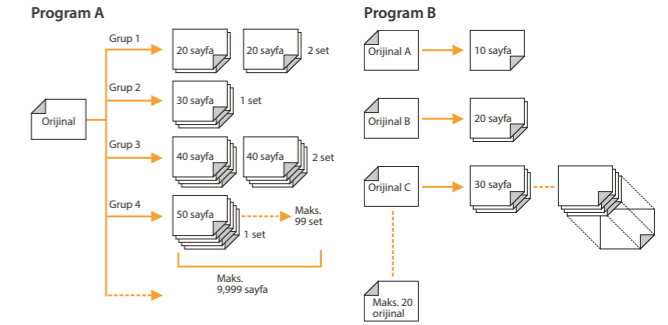 Program A
Orijinal
Grup 1
20 sayfa
20 sayfa
2 set
Grup 2
30 sayfa
1 set
Grup 3
40 sayfa
40 sayfa
2 set
Grup 4
50 sayfa
1 set
Maks.
99 set
Maks.
9,999 sayfa
Program B
Orijinal A
10 sayfa
Orijinal B
20 sayfa
Orijinal C
30 sayfa
Maks. 20
orijinal